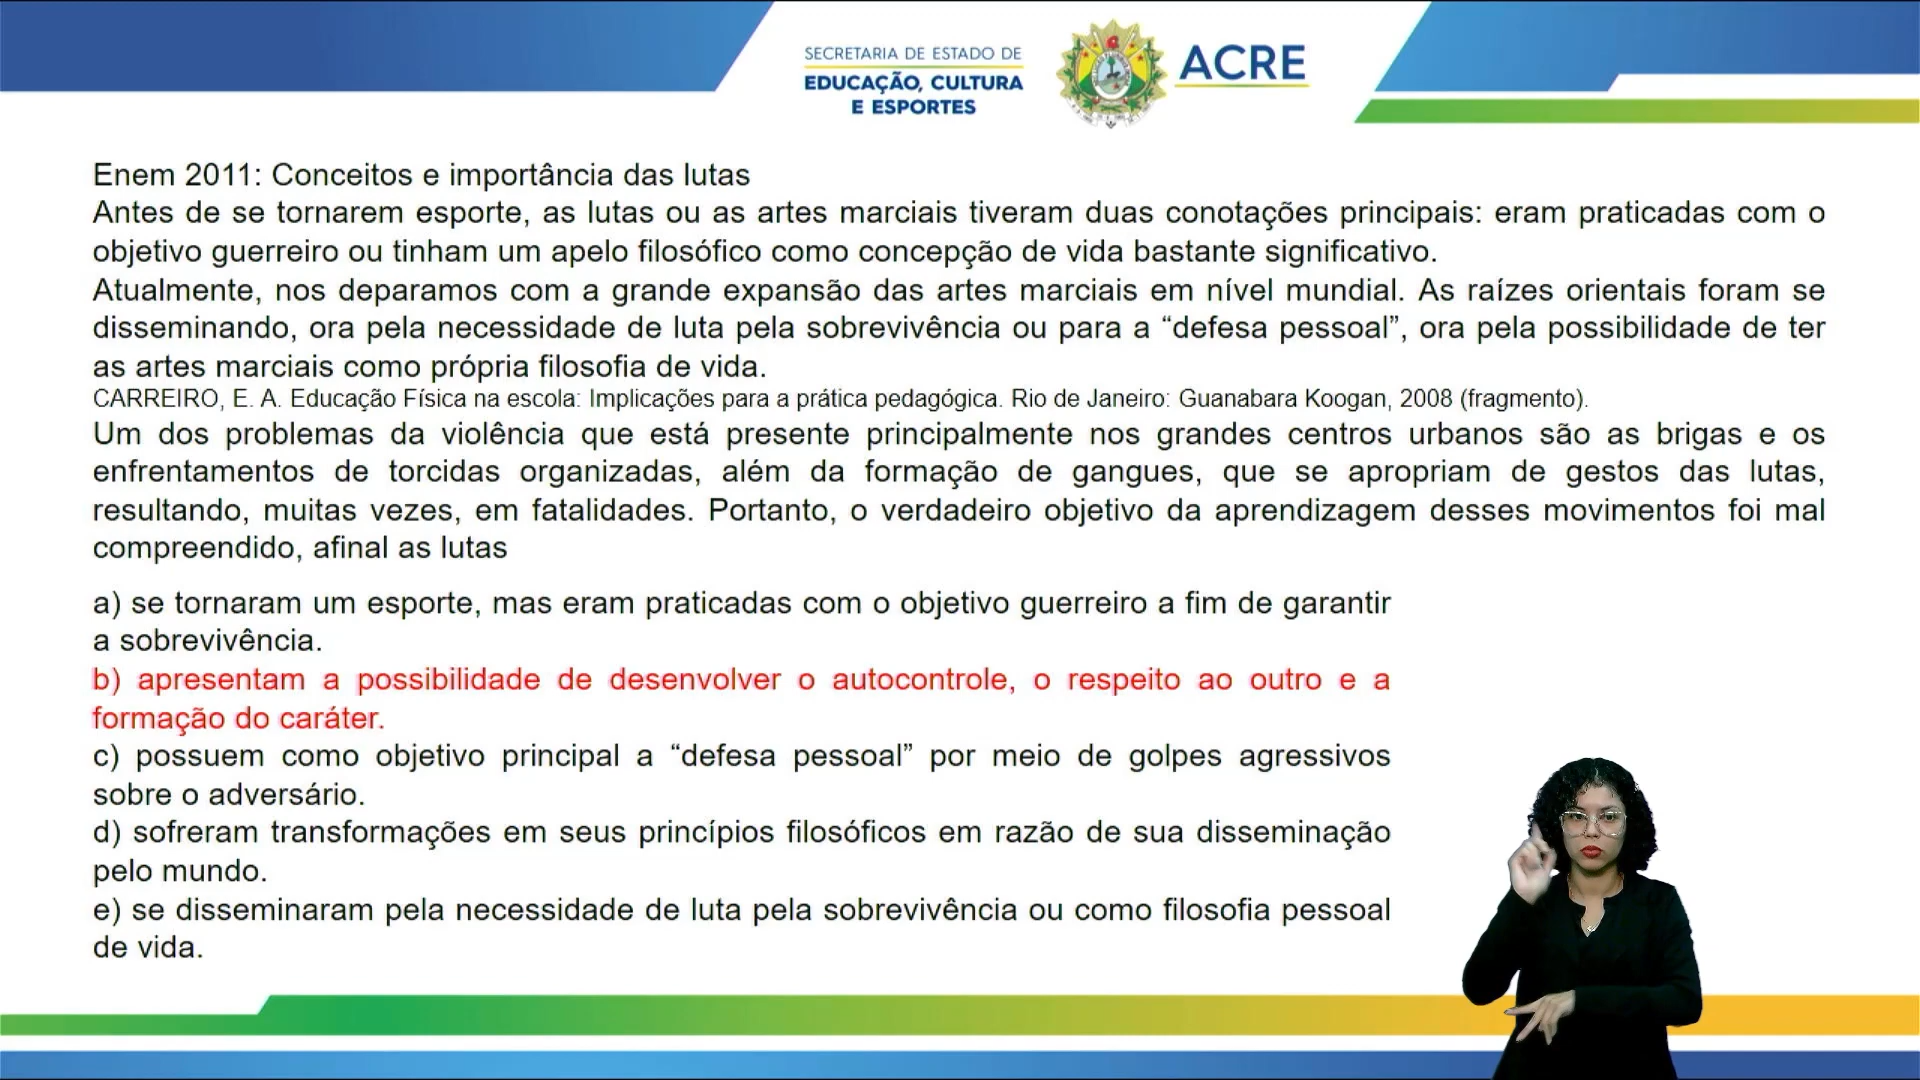 SECRETARIA DE ESTADO DE
EDUCAÇÃO, CULTURA
E ESPORTES
ACRE
Enem 2011: Conceitos e importância das lutas
Antes de se tornarem esporte, as lutas ou as artes marciais tiveram duas conotações principais: eram praticadas com o
objetivo guerreiro ou tinham um apelo filosófico como concepção de vida bastante significativo.
Atualmente, nos deparamos com a grande expansão das artes marciais em nível mundial. As raízes orientais foram se
disseminando, ora pela necessidade de luta pela sobrevivência ou para a “defesa pessoal”, ora pela possibilidade de ter
as artes marciais como própria filosofia de vida.
CARREIRO, E. A. Educação Física na escola: Implicações para a prática pedagógica. Rio de Janeiro: Guanabara Koogan, 2008 (fragmento).
Um dos problemas da violência que está presente principalmente nos grandes centros urbanos são as brigas e os
enfrentamentos de torcidas organizadas, além da formação de gangues, que se apropriam de gestos das lutas,
resultando, muitas vezes, em fatalidades. Portanto, o verdadeiro objetivo da aprendizagem desses movimentos foi mal
compreendido, afinal as lutas
a) se tornaram um esporte, mas eram praticadas com o objetivo guerreiro a fim de garantir
a sobrevivência.
b) apresentam a possibilidade de desenvolver o autocontrole, o respeito ao outro e a
formação do caráter.
c) possuem como objetivo principal a “defesa pessoal” por meio de golpes agressivos
sobre o adversário.
d) sofreram transformações em seus princípios filosóficos em razão de sua disseminação
pelo mundo.
e) se disseminaram pela necessidade de luta pela sobrevivência ou como filosofia pessoal
de vida.